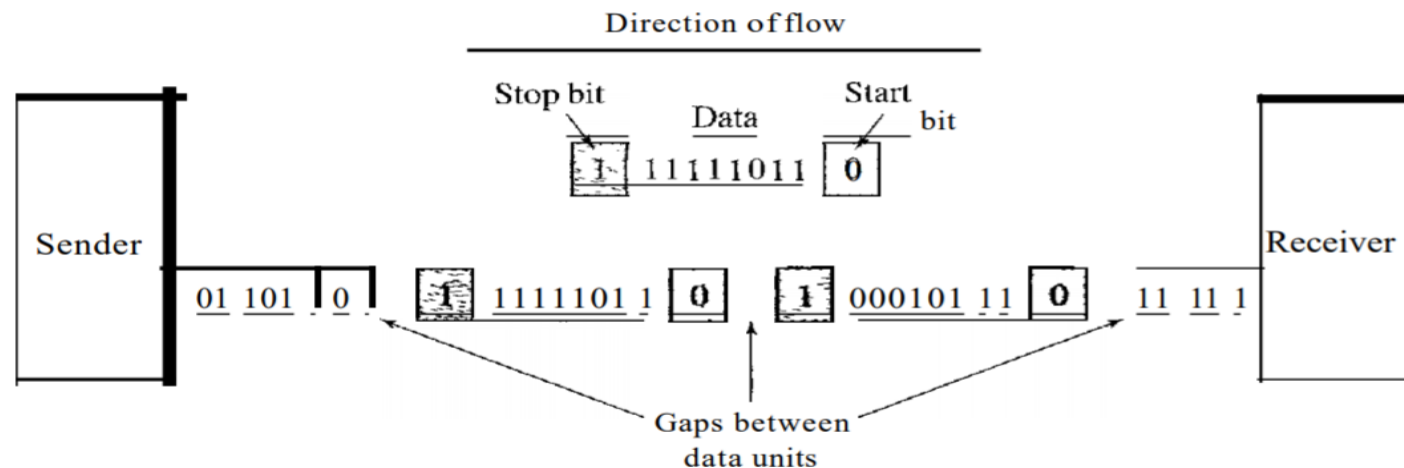 Direction of flow
Stop bit
Data
Start
bit
1 11111011 0
Sender
Receiver
01 101 0 1 1111101 1 0 1 000101 11 0 11 11 1
Gaps between
data units